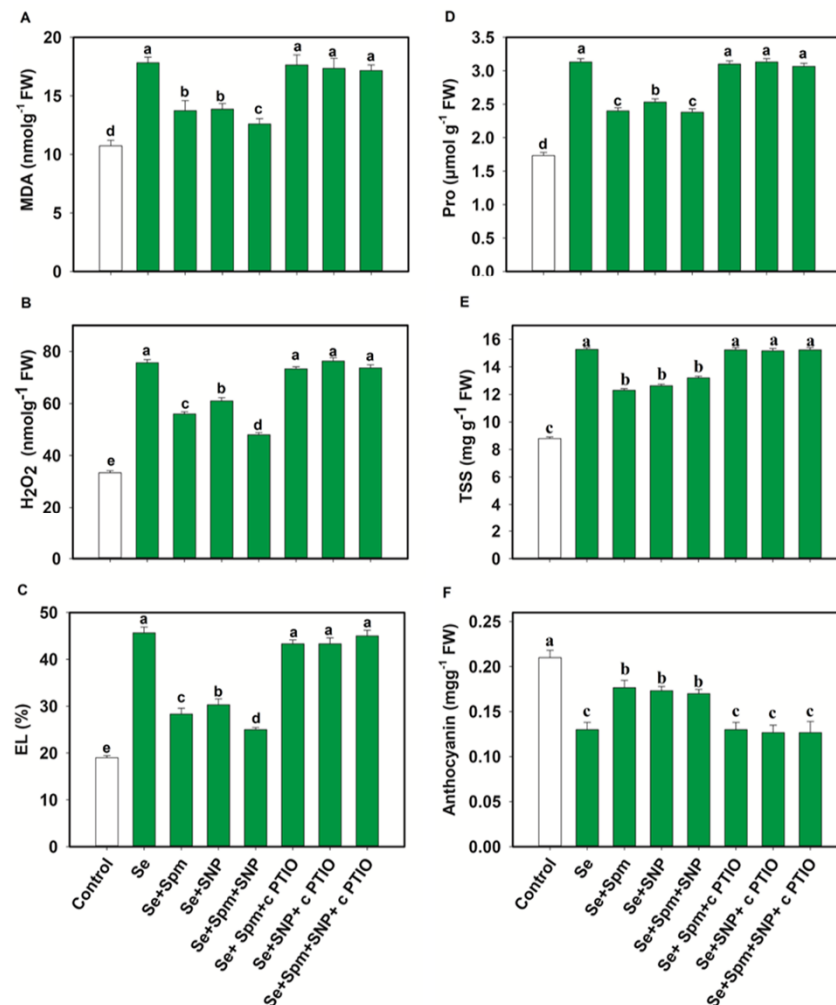 A
MDA (nmolg⁻¹ FW)
20
15
10
5
0
d
a
b
b
c
a
a
a
B
H₂O₂ (nmolg⁻¹ FW)
80
60
40
20
0
e
a
c
b
d
a
a
a
C
EL (%)
50
40
30
20
10
0
e
a
c
b
d
a
a
a
Control
Se
Se+Spm
Se+SNP
Se+Spm+SNP
Se+ Spm+c PTIO
Se+SNP+ c PTIO
Se+Spm+SNP+ c PTIO
D
Pro (µmol g⁻¹ FW)
3.5
3.0
2.5
2.0
1.5
1.0
0.5
0.0
d
a
c
b
c
a
a
a
E
TSS (mg g⁻¹ FW)
16
14
12
10
8
6
4
2
0
c
a
b
b
b
a
a
a
F
Anthocyanin (mgg⁻¹ FW)
0.25
0.20
0.15
0.10
0.05
0.00
a
c
b
b
b
c
c
c
Control
Se
Se+Spm
Se+SNP
Se+Spm+SNP
Se+ Spm+c PTIO
Se+SNP+ c PTIO
Se+Spm+SNP+ c PTIO